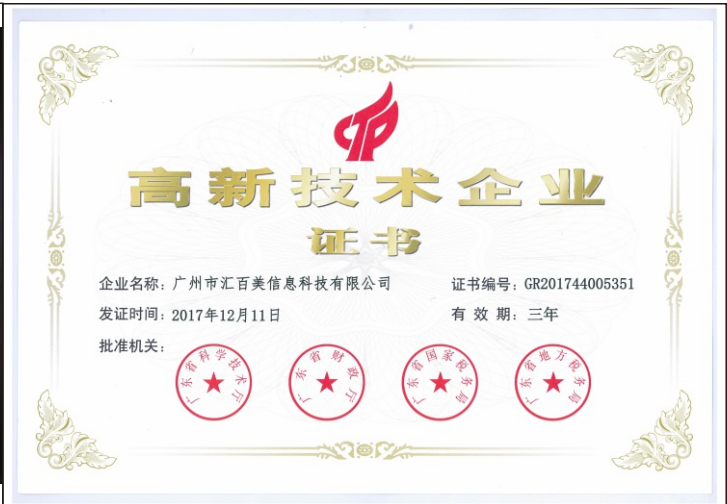 CTP
高新技术企业
证书
企业名称：广州市汇百美信息科技有限公司 证书编号：GR201744005351
发证时间：2017年12月11日 有 效 期：三年
批准机关：
广东省科学技术厅
广东省财政厅
广东省国家税务局
广东省地方税务局